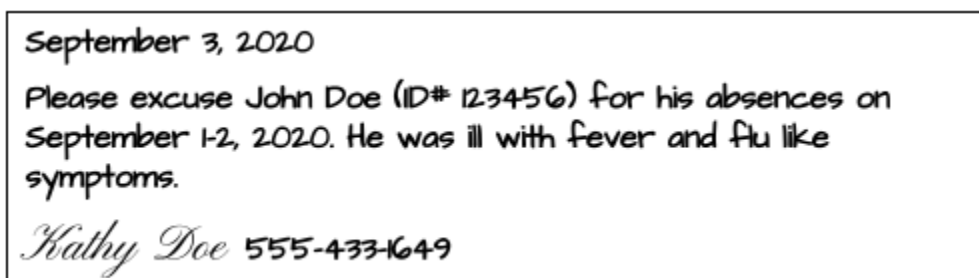 September 3, 2020
Please excuse John Doe (ID# 123456) for his absences on
September 1-2, 2020. He was ill with fever and flu like
symptoms.
Kathy Doe 555-433-1649